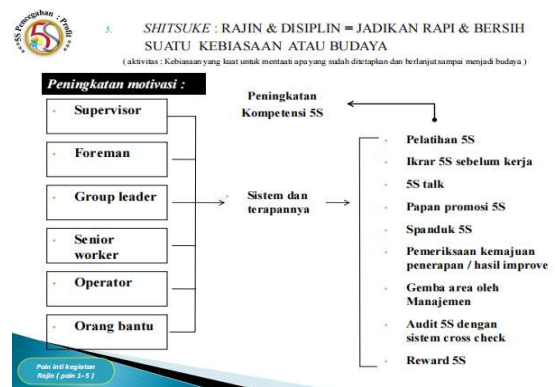 5S Pencegahan : Profit
5. SHITSUKE : RAJIN & DISIPLIN = JADIKAN RAPI & BERSIH
SUATU KEBIASAAN ATAU BUDAYA
( aktivitas : Kebiasaan yang kuat untuk mentaati apa yang sudah ditetapkan dan berlanjut sampai menjadi budaya )
Peningkatan motivasi :
Supervisor
Foreman
Group leader
Senior
worker
Operator
Orang bantu
Sistem dan
terapannya
Peningkatan
Kompetensi 5S
Pelatihan 5S
Ikrar 5S sebelum kerja
5S talk
Papan promosi 5S
Spanduk 5S
Pemeriksaan kemajuan
penerapan / hasil improve
Gemba area oleh
Manajemen
Audit 5S dengan
sistem cross check
Reward 5S
Poin inti kegiatan
Rajin ( poin 1-5 )